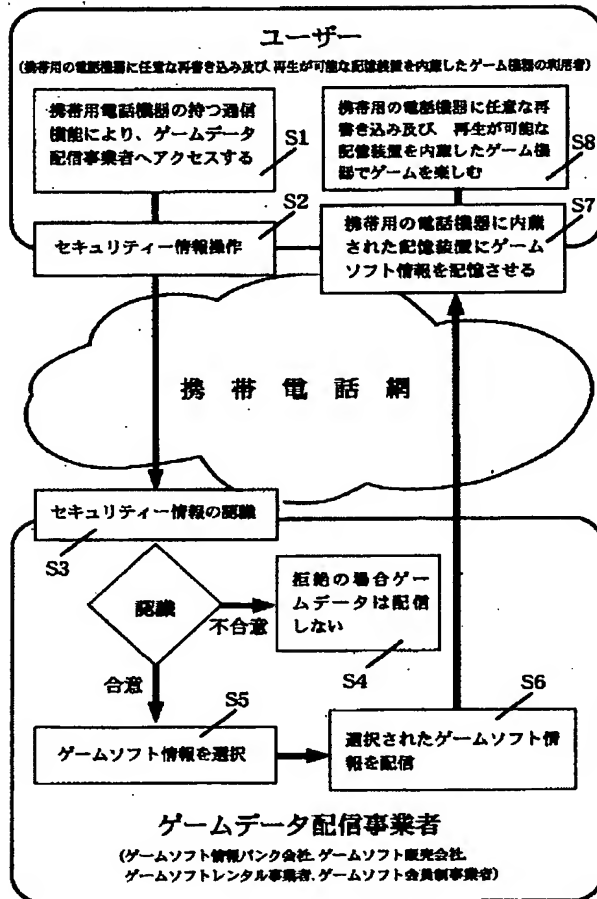 ユーザー
(携帯用の電話機器に任意な再書き込み及び、再生が可能な記憶装置を内蔵したゲーム機器の利用者)
携帯用電話機器の持つ通信
機能により、ゲームデータ
配信事業者へアクセスする
S1
携帯用の電話機器に任意な再
書き込み及び、再生が可能な
記憶装置を内蔵したゲーム機
器でゲームを楽しむ
S8
S2
セキュリティー情報操作
S7
携帯用の電話機器に内蔵
された記憶装置にゲーム
ソフト情報を記憶させる
携帯電話網
セキュリティー情報の認識
S3
認識
不合意
拒絶の場合ゲー
ムデータは配信
しない
S4
合意
S5
ゲームソフト情報を選択
S6
選択されたゲームソフト情
報を配信
ゲームデータ配信事業者
(ゲームソフト情報バンク会社、ゲームソフト販売会社、
ゲームソフトレンタル事業者、ゲームソフト会員制事業者)